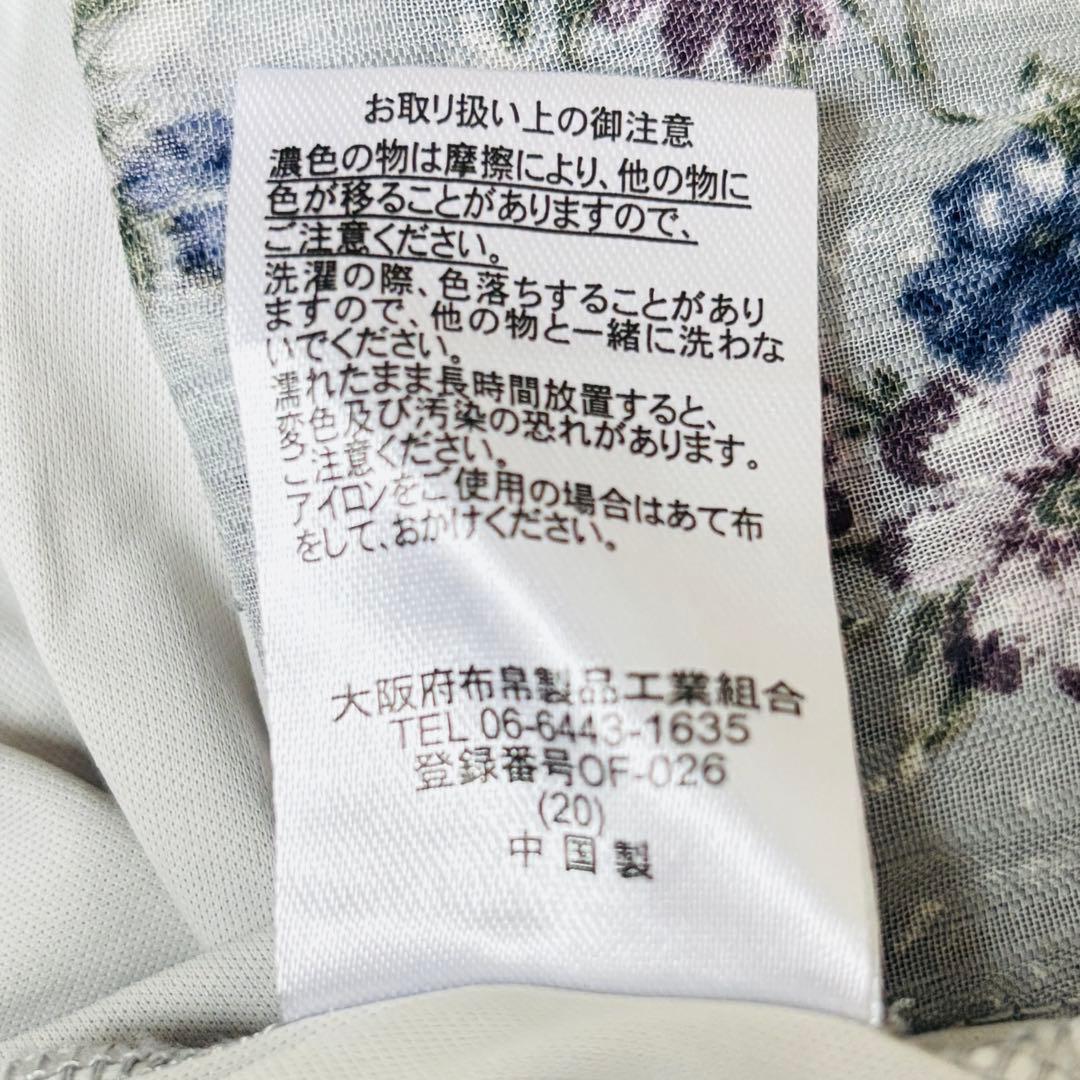 お取り扱い上の御注意
濃色の物は摩擦により、他の物に
色が移ることがありますので、
ご注意ください。
洗濯の際、色落ちすることがあり
ますので、他の物と一緒に洗わな
いでください。
濡れたまま長時間放置すると、
変色及び汚染の恐れがあります。
ご注意ください。
アイロンをご使用の場合はあて布
をして、おかけください。
大阪府布帛製品工業組合
TEL 06-6443-1635
登録番号OF-026
(20)
中国製